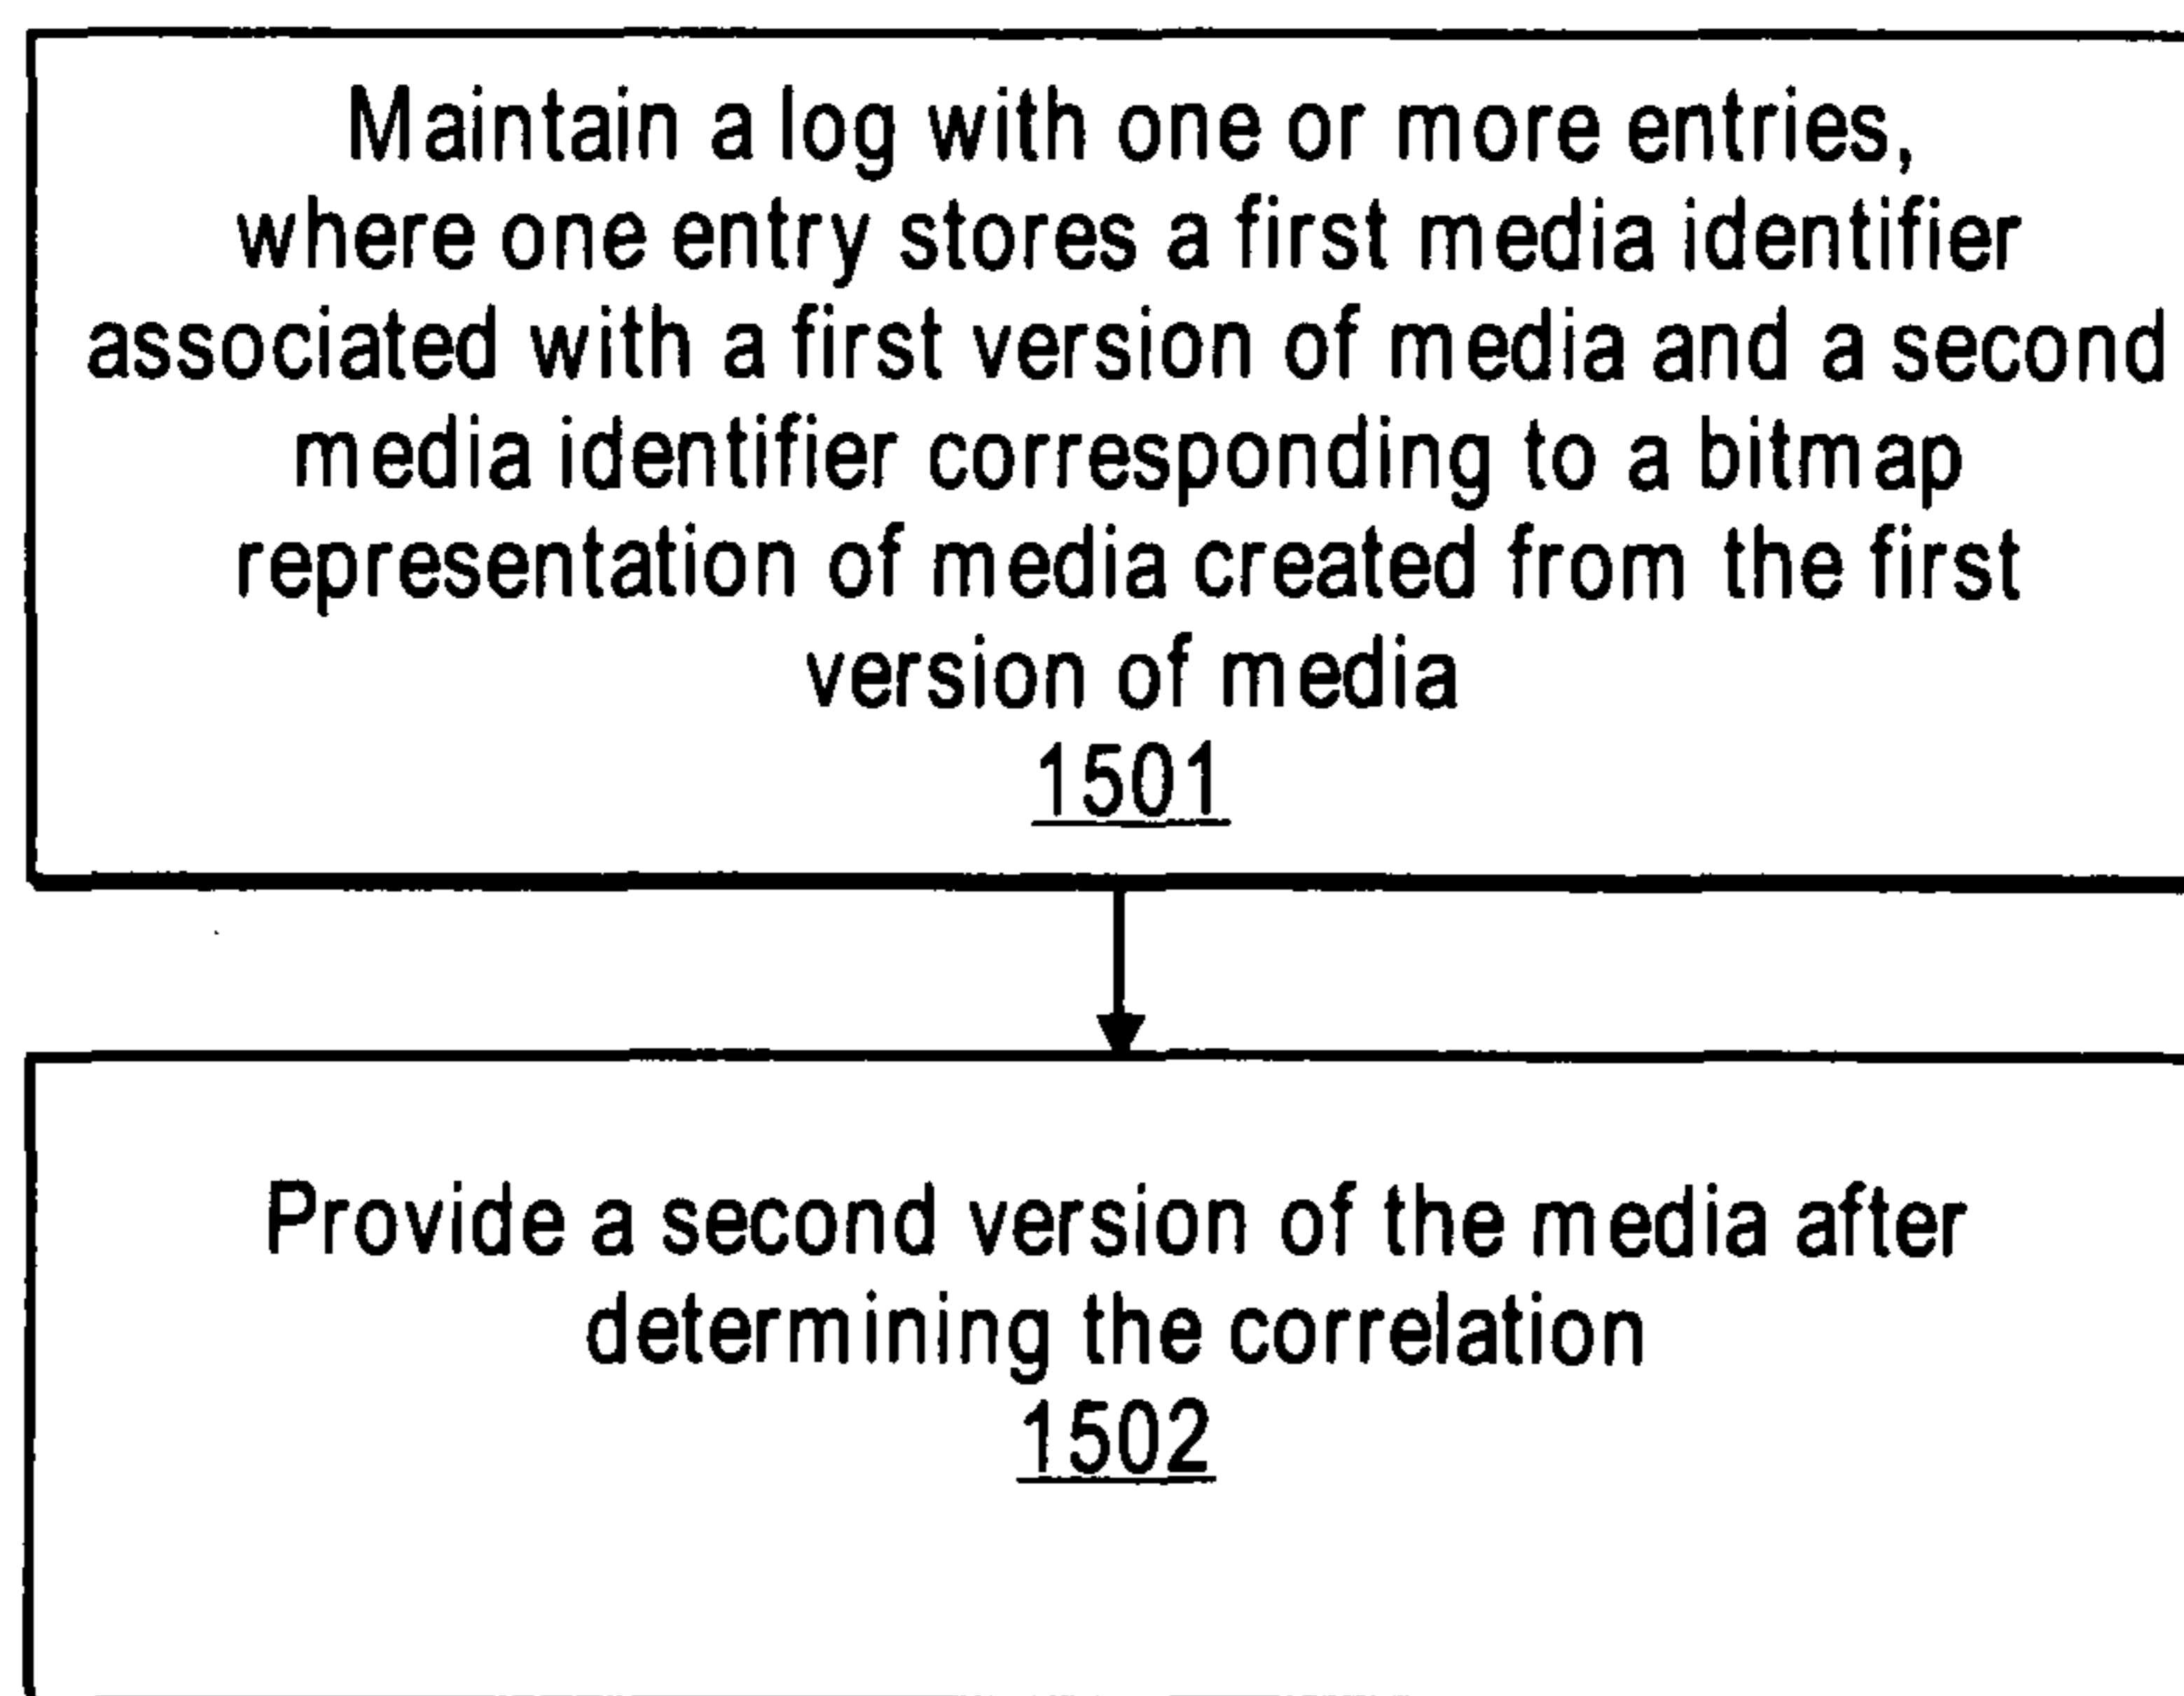 Maintain a log with one or more entries,
where one entry stores a first media identifier
associated with a first version of media and a second
media identifier corresponding to a bitmap
representation of media created from the first
version of media
1501
Provide a second version of the media after
determining the correlation
1502